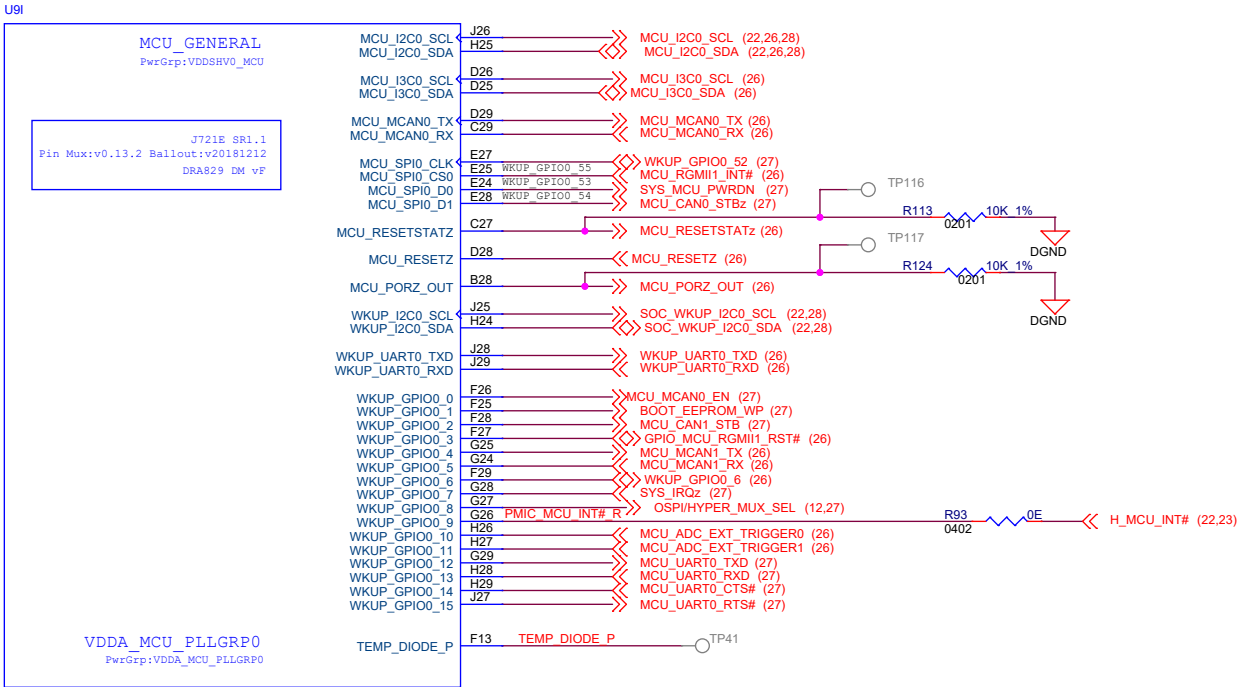 U9I
MCU_GENERAL
PwrGrp:VDDSHV0_MCU
J721E SR1.1
Pin Mux:v0.13.2 Ballout:v20181212
DRA829 DM vF
MCU_I2C0_SCL J26 MCU_I2C0_SCL (22,26,28)
MCU_I2C0_SDA H25 MCU_I2C0_SDA (22,26,28)
MCU_I3C0_SCL D26 MCU_I3C0_SCL (26)
MCU_I3C0_SDA D25 MCU_I3C0_SDA (26)
MCU_MCAN0_TX D29 MCU_MCAN0_TX (26)
MCU_MCAN0_RX C29 MCU_MCAN0_RX (26)
MCU_SPI0_CLK E27 WKUP_GPIO0_52 (27)
MCU_SPI0_CS0 E25 WKUP_GPIO0_55 MCU_RGMII1_INT# (26)
MCU_SPI0_D0 E24 WKUP_GPIO0_53 SYS_MCU_PWRDN (27)
MCU_SPI0_D1 E28 WKUP_GPIO0_54 MCU_CAN0_STBz (27)
TP116
R113 10K_1%
0201
DGND
MCU_RESETSTATZ C27 MCU_RESETSTATz (26)
TP117
MCU_RESETZ D28 MCU_RESETZ (26)
R124 10K_1%
0201
DGND
MCU_PORZ_OUT B28 MCU_PORZ_OUT (26)
WKUP_I2C0_SCL J25 SOC_WKUP_I2C0_SCL (22,28)
WKUP_I2C0_SDA H24 SOC_WKUP_I2C0_SDA (22,28)
WKUP_UART0_TXD J28 WKUP_UART0_TXD (26)
WKUP_UART0_RXD J29 WKUP_UART0_RXD (26)
WKUP_GPIO0_0 F26 MCU_MCAN0_EN (27)
WKUP_GPIO0_1 F25 BOOT_EEPROM_WP (27)
WKUP_GPIO0_2 F28 MCU_CAN1_STB (27)
WKUP_GPIO0_3 F27 GPIO_MCU_RGMII1_RST# (26)
WKUP_GPIO0_4 G25 MCU_MCAN1_TX (26)
WKUP_GPIO0_5 G24 MCU_MCAN1_RX (26)
WKUP_GPIO0_6 F29 WKUP_GPIO0_6 (26)
WKUP_GPIO0_7 G28 SYS_IRQz (27)
WKUP_GPIO0_8 G27 OSPI/HYPER_MUX_SEL (12,27)
WKUP_GPIO0_9 G26 PMIC_MCU_INT#_R R93 0E H_MCU_INT# (22,23)
0402
WKUP_GPIO0_10 H26 MCU_ADC_EXT_TRIGGER0 (26)
WKUP_GPIO0_11 H27 MCU_ADC_EXT_TRIGGER1 (26)
WKUP_GPIO0_12 G29 MCU_UART0_TXD (27)
WKUP_GPIO0_13 H28 MCU_UART0_RXD (27)
WKUP_GPIO0_14 H29 MCU_UART0_CTS# (27)
WKUP_GPIO0_15 J27 MCU_UART0_RTS# (27)
VDDA_MCU_PLLGRP0
PwrGrp:VDDA_MCU_PLLGRP0
TEMP_DIODE_P F13 TEMP_DIODE_P TP41